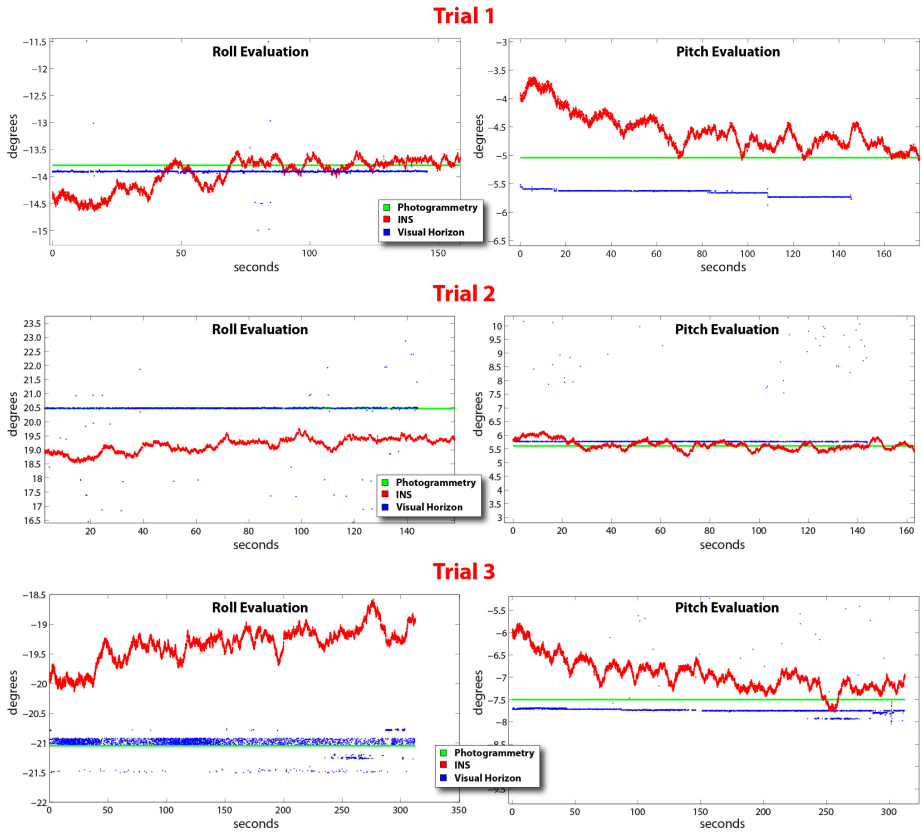 Trial 1
Roll Evaluation
degrees
−11.5
−12
−12.5
−13
−13.5
−14
−14.5
−15
0 50 100 150
seconds
Photogrammetry
INS
Visual Horizon
Pitch Evaluation
degrees
−3
−3.5
−4
−4.5
−5
−5.5
−6
−6.5
0 20 40 60 80 100 120 140 160
seconds
Trial 2
Roll Evaluation
degrees
23.5
23.0
22.5
22.0
21.5
21.0
20.5
20.0
19.5
19.0
18.5
18
17.5
17
16.5
20 40 60 80 100 120 140
seconds
Photogrammetry
INS
Visual Horizon
Pitch Evaluation
degrees
10
9.5
9
8.5
8
7.5
7
6.5
6
5.5
5
4.5
4
3.5
3
0 20 40 60 80 100 120 140 160
seconds
Trial 3
Roll Evaluation
degrees
−18.5
−19
−19.5
−20
−20.5
−21
−21.5
−22
0 50 100 150 200 250 300 350
seconds
Photogrammetry
INS
Visual Horizon
Pitch Evaluation
degrees
−5.5
−6
−6.5
−7
−7.5
−8
−9.5
0 50 100 150 200 250 300
seconds